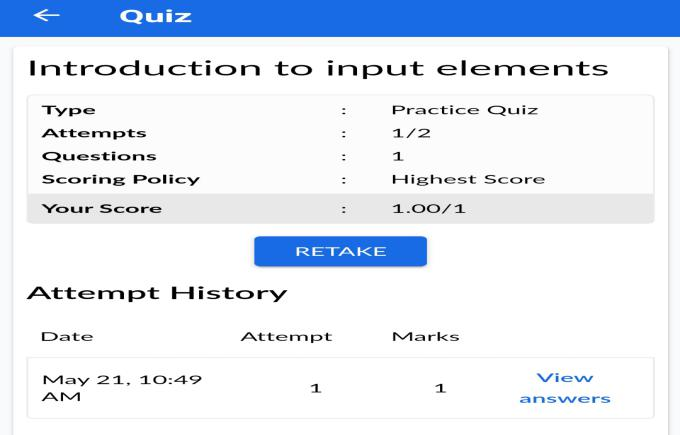 Quiz
Introduction to input elements
Type : Practice Quiz
Attempts : 1/2
Questions : 1
Scoring Policy : Highest Score
Your Score : 1.00/1
RETAKE
Attempt History
Date Attempt Marks
May 21, 10:49 AM 1 1 View answers